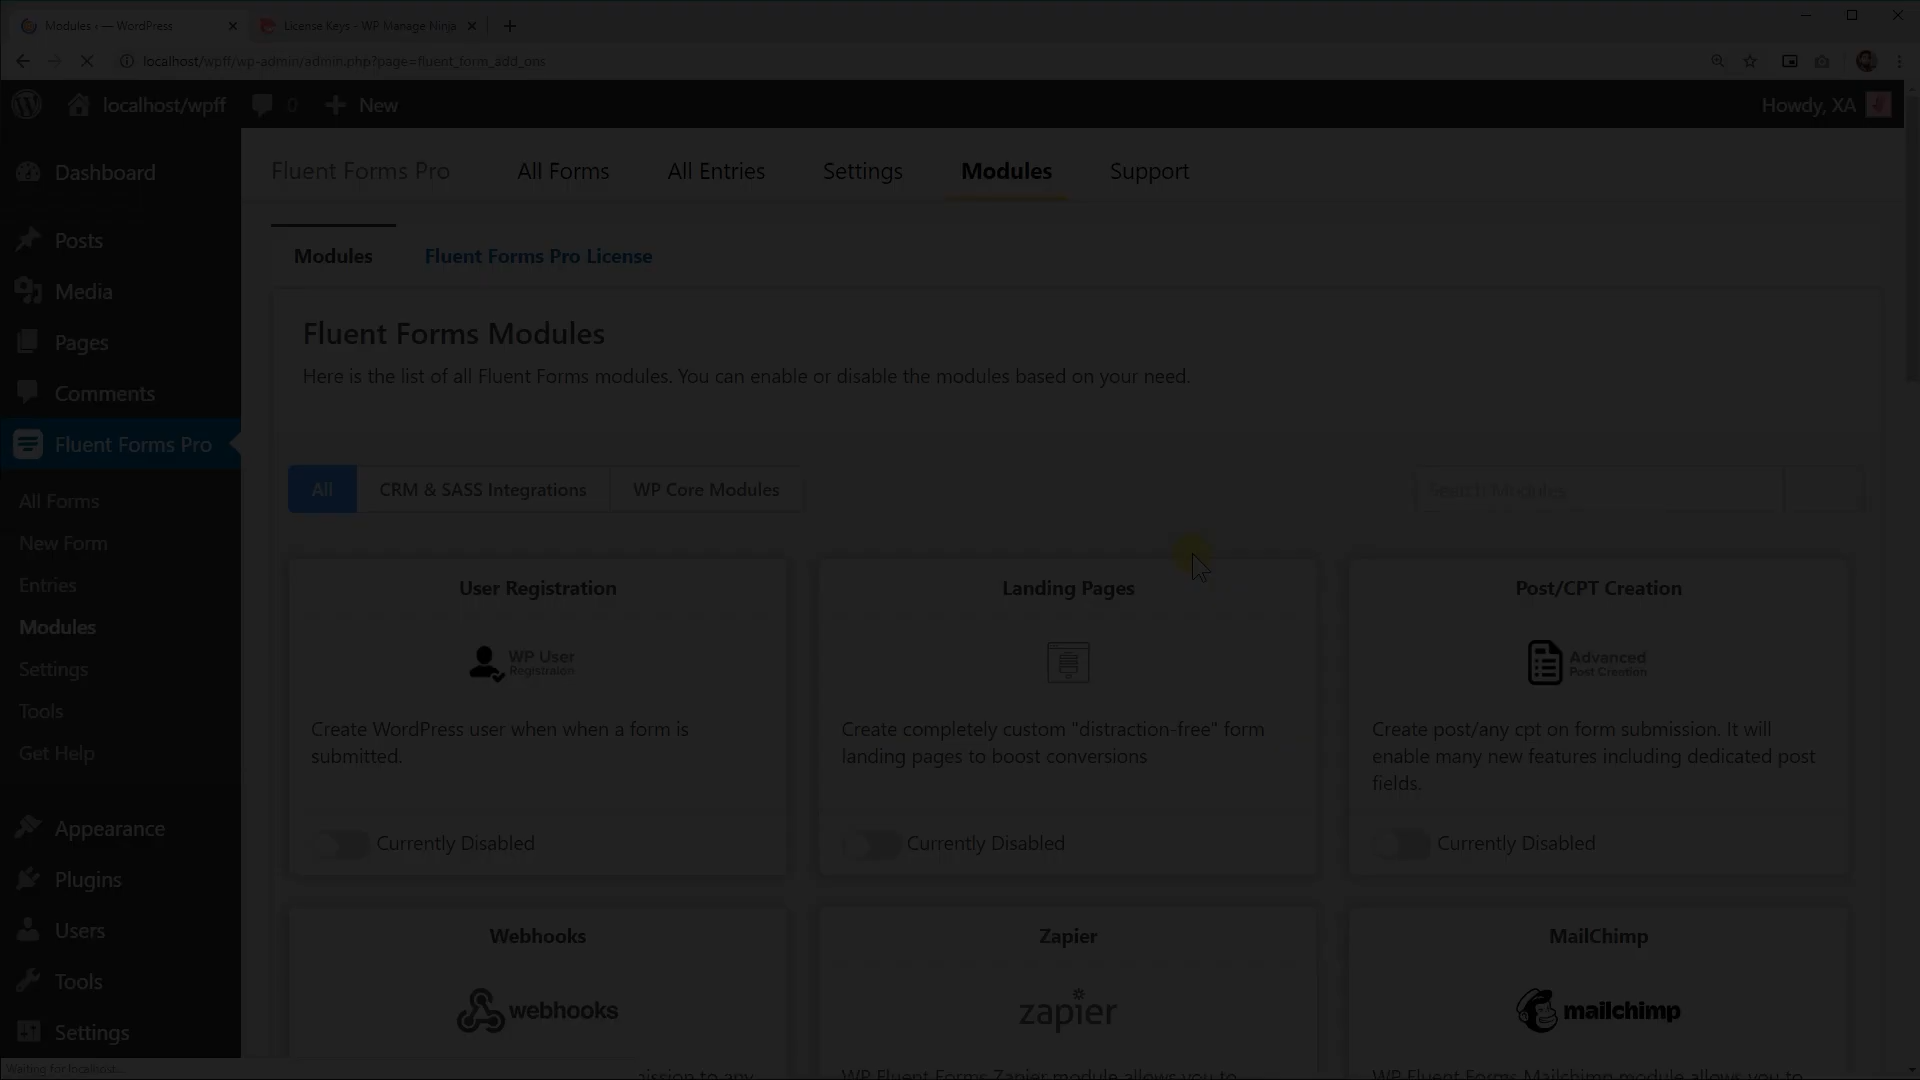 Modules ‹ — WordPress
License Keys - WP Manage Ninja
localhost/wpff/wp-admin/admin.php?page=fluent_form_add_ons
localhost/wpff
0
New
Howdy, XA
Dashboard
Posts
Media
Pages
Comments
Fluent Forms Pro
All Forms
New Form
Entries
Modules
Settings
Tools
Get Help
Appearance
Plugins
Users
Tools
Settings
Fluent Forms Pro
All Forms
All Entries
Settings
Modules
Support
Modules
Fluent Forms Pro License
Fluent Forms Modules
Here is the list of all Fluent Forms modules. You can enable or disable the modules based on your need.
All
CRM & SASS Integrations
WP Core Modules
Search Modules
User Registration
WP User
Registraion
Create WordPress user when when a form is
submitted.
Currently Disabled
Landing Pages
Create completely custom "distraction-free" form
landing pages to boost conversions
Currently Disabled
Post/CPT Creation
Advanced
Post Creation
Create post/any cpt on form submission. It will
enable many new features including dedicated post
fields.
Currently Disabled
Webhooks
webhooks
Zapier
zapier
WP Fluent Forms Zapier module allows you to
MailChimp
mailchimp
WP Fluent Forms Mailchimp module allows you to
Waiting for localhost...